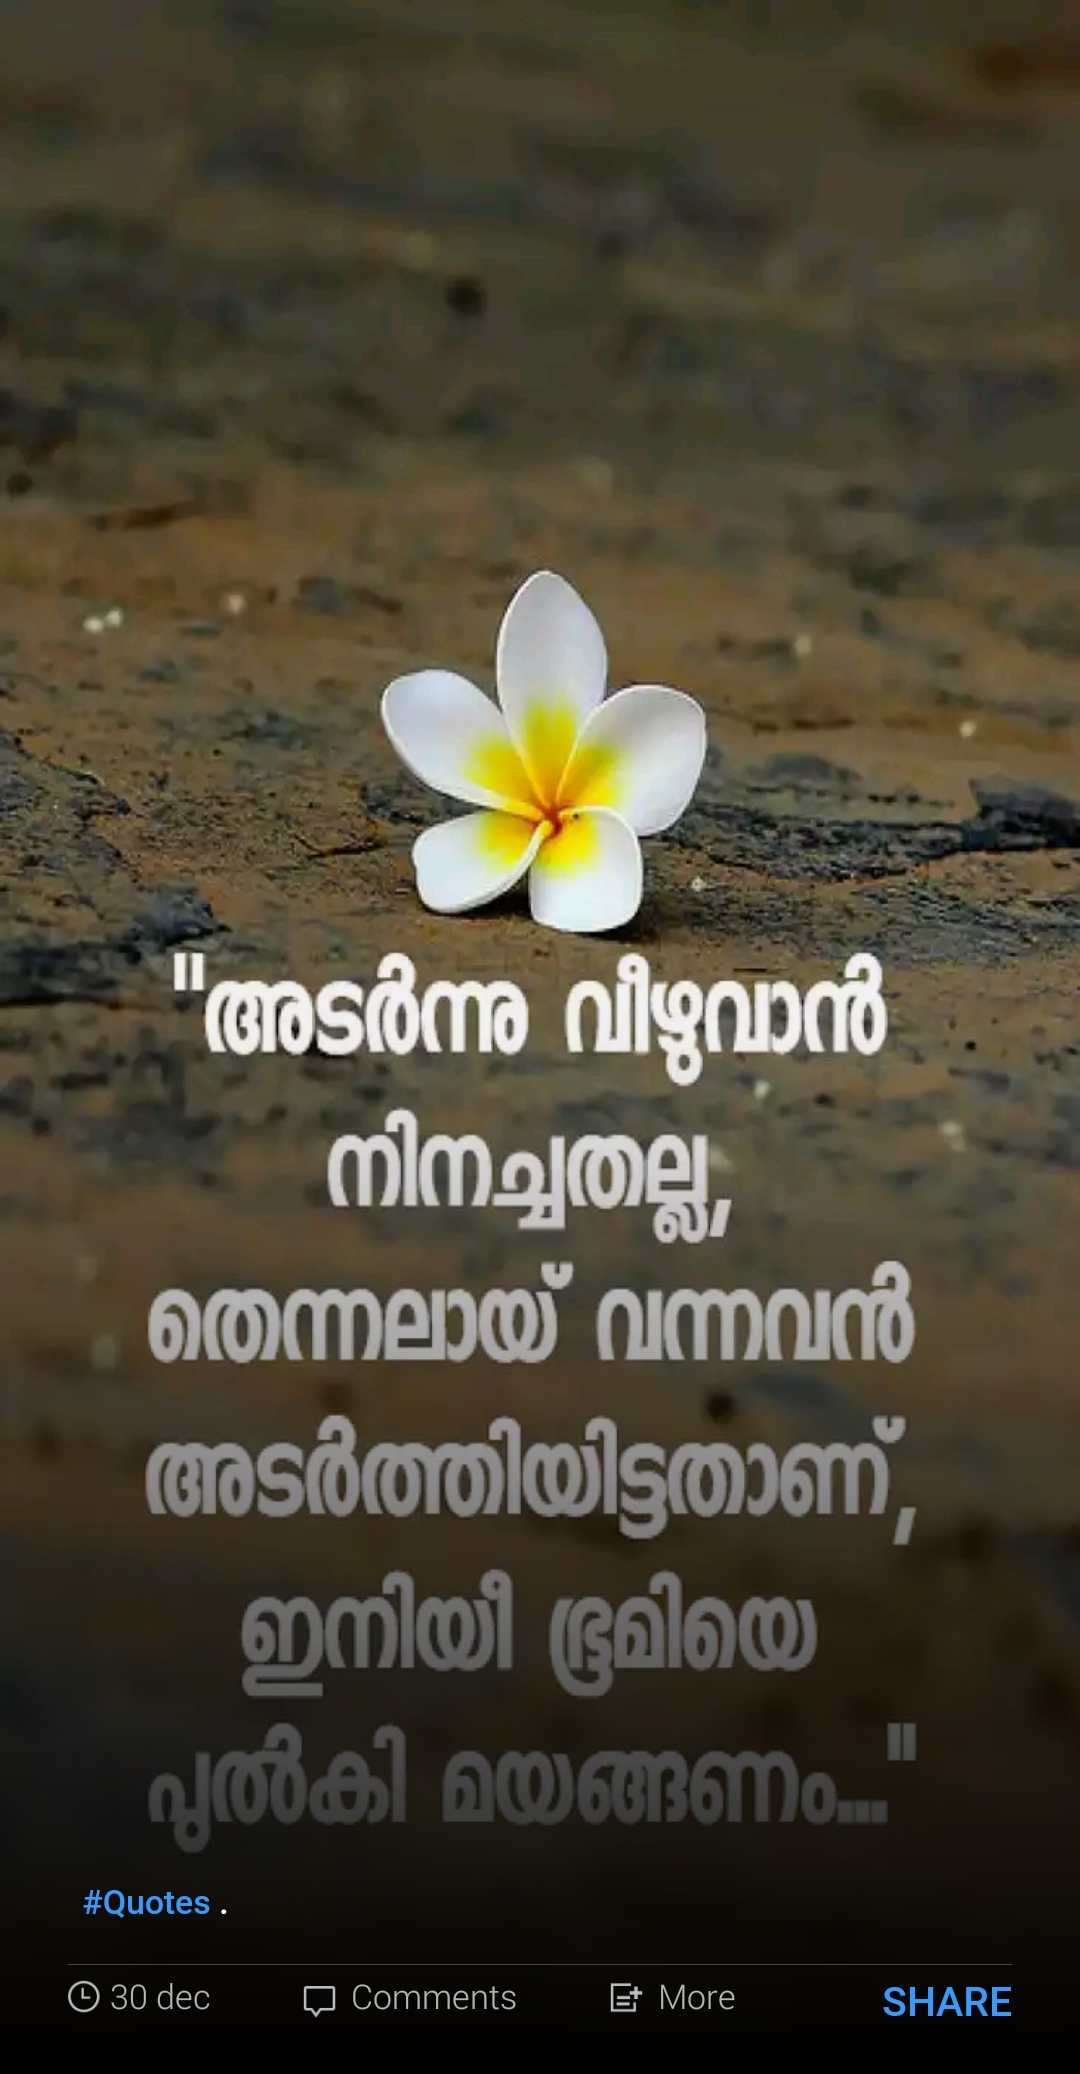 "അടർന്നു വീഴുവാൻ
നിനച്ചതല്ല,
തെന്നലായ് വന്നവൻ
അടർത്തിയിട്ടതാണ്,
ഇനിയീ ഭൂമിയെ
പുൽകി മയങ്ങണം..."
#Quotes .
30 dec Comments More SHARE